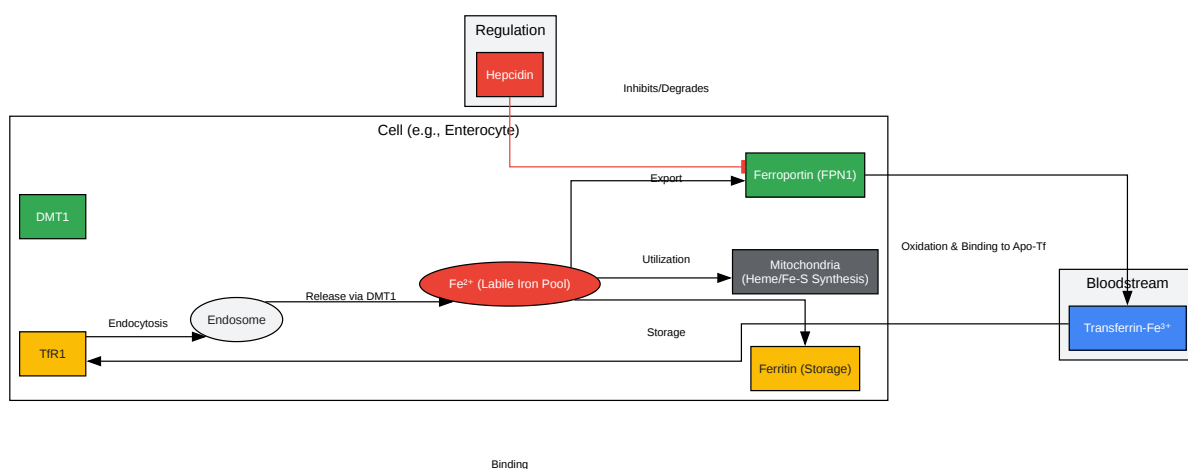 Regulation
Hepcidin
Inhibits/Degrades
Cell (e.g., Enterocyte)
Ferroportin (FPN1)
Export
DMT1
Oxidation & Binding to Apo-Tf
Utilization
Mitochondria
(Heme/Fe-S Synthesis)
Fe²⁺ (Labile Iron Pool)
Bloodstream
Release via DMT1
Endosome
Endocytosis
Transferrin-Fe³⁺
Storage
TfR1
Ferritin (Storage)
Binding